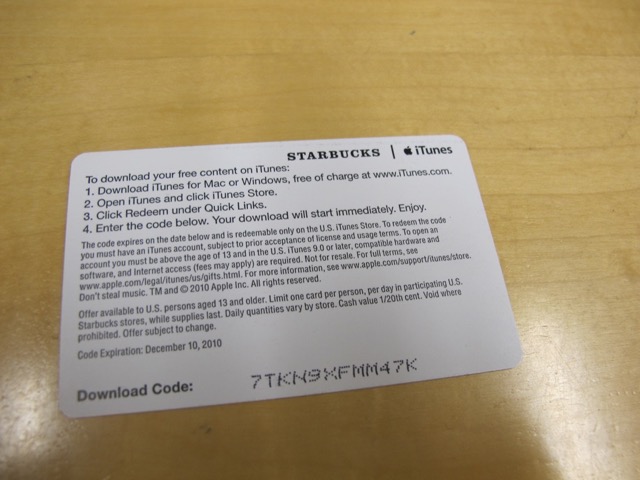 STARBUCKS | iTunes
To download your free content on iTunes:
1. Download iTunes for Mac or Windows, free of charge at www.iTunes.com.
2. Open iTunes and click iTunes Store.
3. Click Redeem under Quick Links.
4. Enter the code below. Your download will start immediately. Enjoy.
The code expires on the date below and is redeemable only on the U.S. iTunes Store. To redeem the code
you must have an iTunes account, subject to prior acceptance of license and usage terms. To open an
account you must be above the age of 13 and in the U.S. iTunes 9.0 or later, compatible hardware and
software, and Internet access (fees may apply) are required. Not for resale. For full terms, see
www.apple.com/legal/itunes/us/gifts.html. For more information, see www.apple.com/support/itunes/store.
Don't steal music. TM and © 2010 Apple Inc. All rights reserved.
Offer available to U.S. persons aged 13 and older. Limit one card per person, per day in participating U.S.
Starbucks stores, while supplies last. Daily quantities vary by store. Cash value 1/20th cent. Void where
prohibited. Offer subject to change.
Code Expiration: December 10, 2010
Download Code: 7TKN9XFMM47K